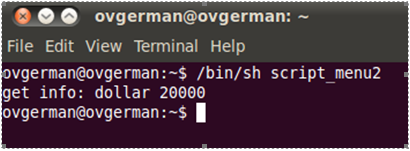 ovgerman@ovgerman: ~
File Edit View Terminal Help
ovgerman@ovgerman:~$ /bin/sh script_menu2
get info: dollar 20000
ovgerman@ovgerman:~$